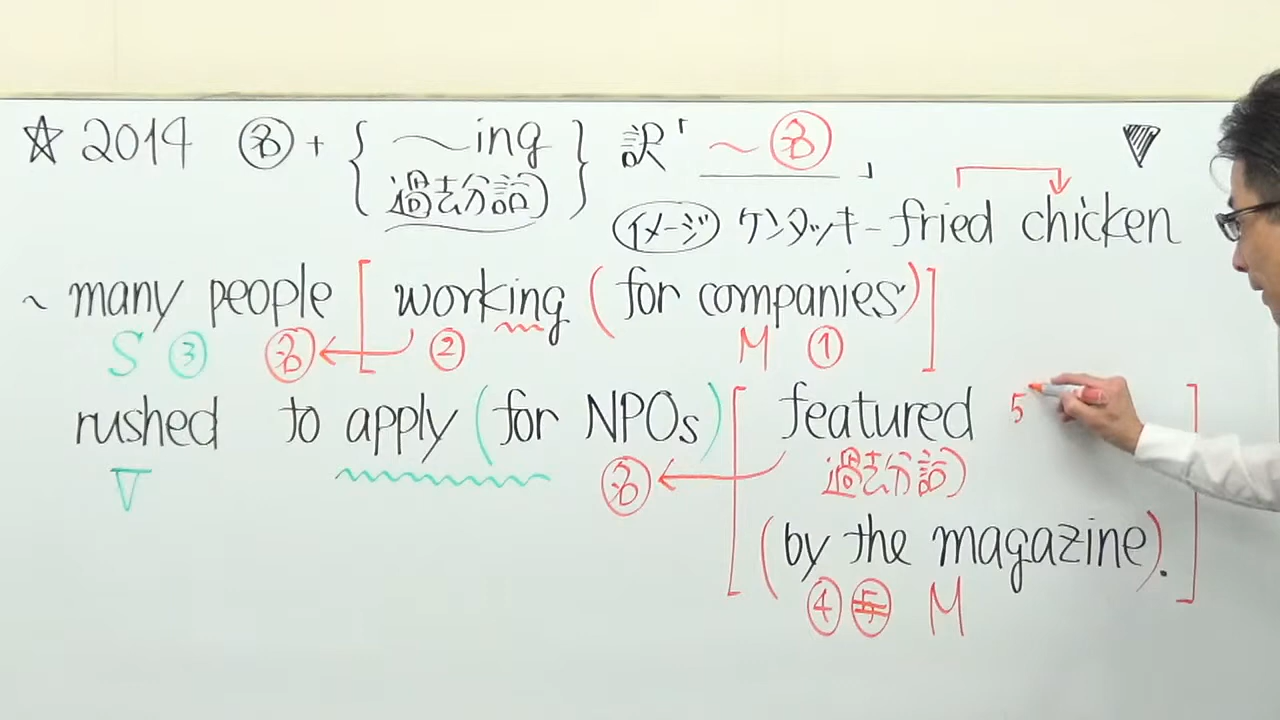 ☆ 2014 名 + { ～ing 過去分詞 } 訳「 ～名 」
イメージ ケンタッキー fried chicken
～ many people [ working ( for companies ) ]
S ③ 名 ← ② M ①
rushed to apply ( for NPOs ) [ featured 5
V 名 ← 過去分詞
( by the magazine ). ]
④ ⑤ M